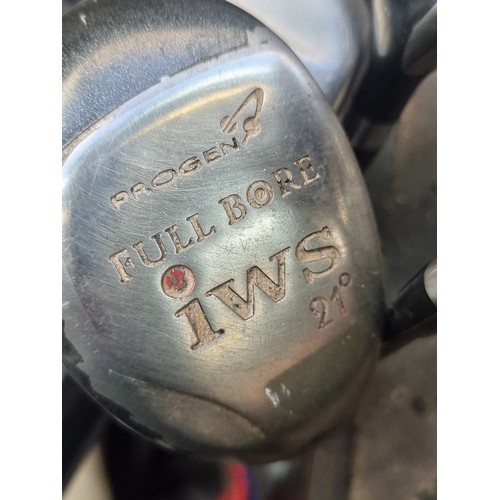 PROGEN
FULL BORE
iws
21°